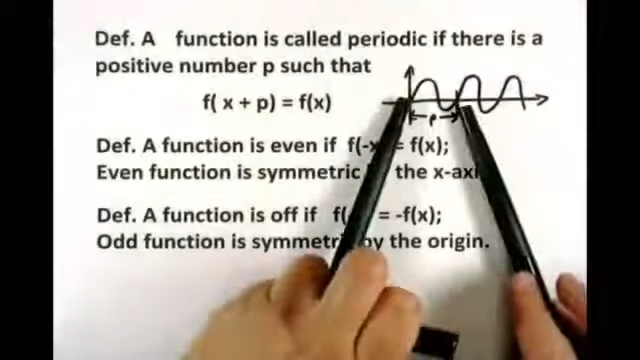 Def. A function is called periodic if there is a
positive number p such that
f( x + p) = f(x)
p
Def. A function is even if f(-x = f(x);
Even function is symmetric the x-axi
Def. A function is off if f( = -f(x);
Odd function is symmetric by the origin.